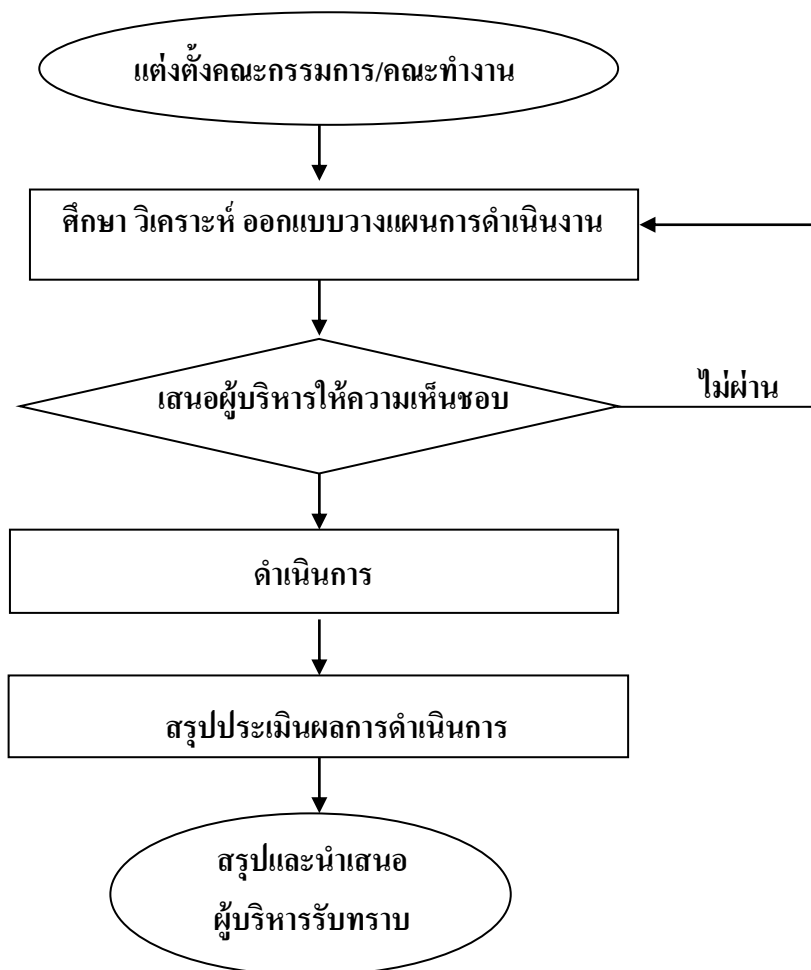 แต่งตั้งคณะกรรมการ/คณะทำงาน
ศึกษา วิเคราะห์ ออกแบบวางแผนการดำเนินงาน
เสนอผู้บริหารให้ความเห็นชอบ
ไม่ผ่าน
ดำเนินการ
สรุปประเมินผลการดำเนินการ
สรุปและนำเสนอ
ผู้บริหารรับทราบ